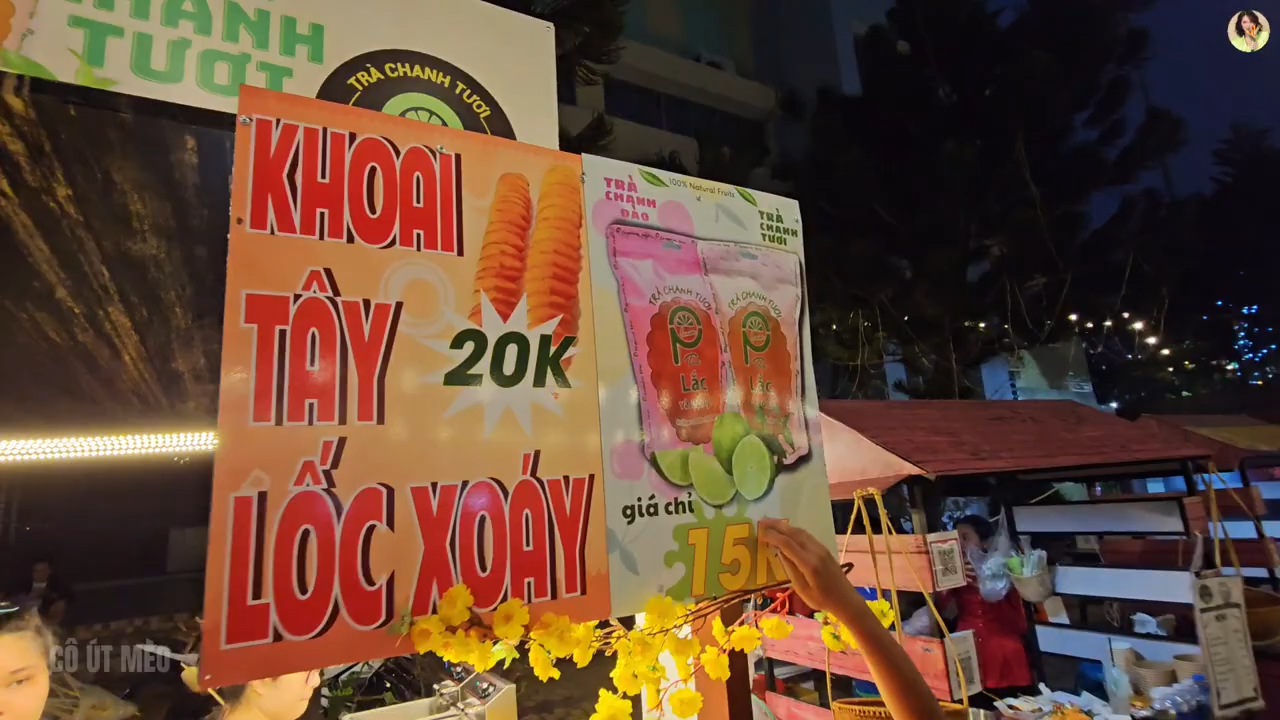 CHANH
TƯƠI
TRÀ CHANH TƯƠI
KHOAI
TÂY
LỐC XOÁY
20K
100% Natural Fruits
TRÀ
CHANH
ĐÀO
TRÀ
CHANH
TƯƠI
TRÀ CHANH TƯƠI
Lắc
TRÀ CHANH TƯƠI
Lắc
giá chỉ
15K
CÔ ÚT MÈO